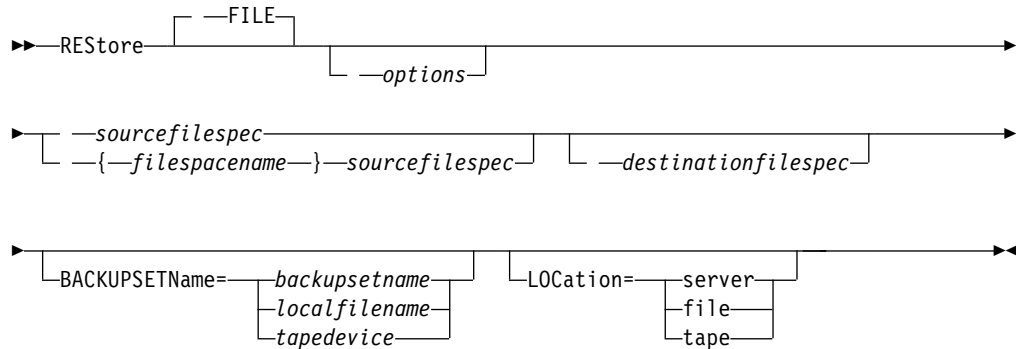 FILE
REStore
options
sourcefilespec
{ filespacename } sourcefilespec
destinationfilespec
BACKUPSETName= backupsetname
localfilename
tapedevice
LOCation= server
file
tape